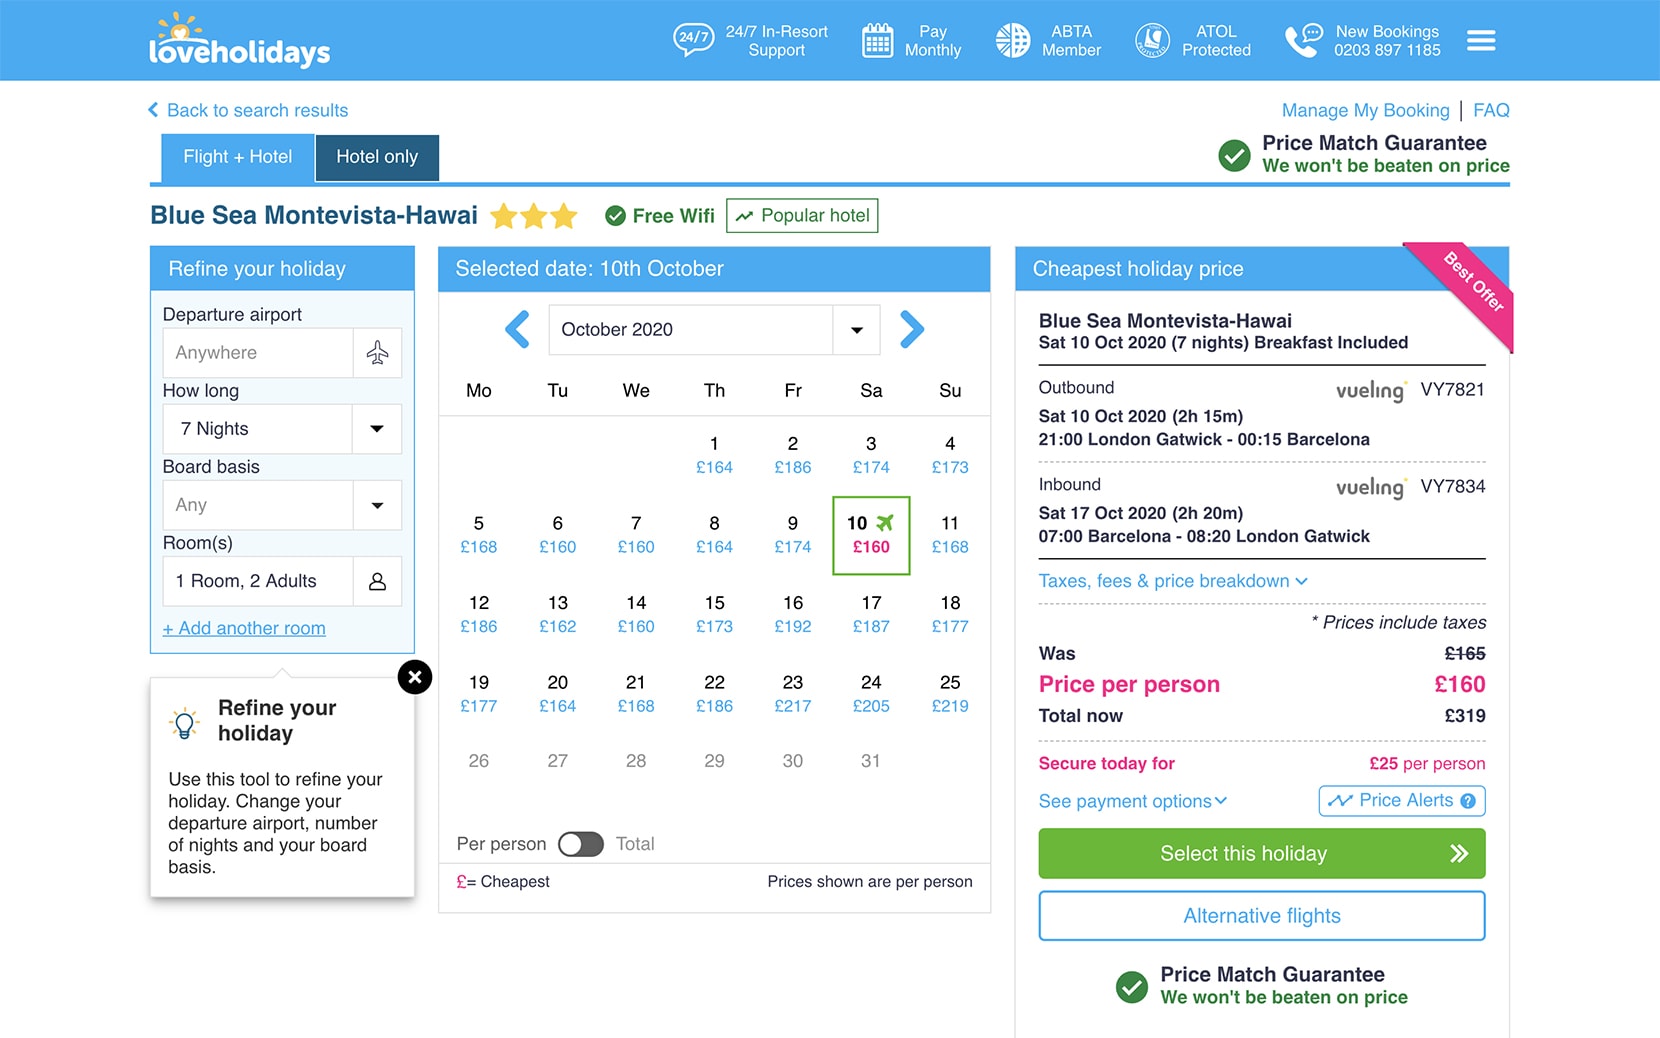 loveholidays
24/7
24/7 In-Resort
Support
Pay
Monthly
ABTA
Member
ATOL
Protected
New Bookings
0203 897 1185
Back to search results
Manage My Booking | FAQ
Flight + Hotel
Hotel only
Price Match Guarantee
We won't be beaten on price
Blue Sea Montevista-Hawai
Free Wifi
Popular hotel
Refine your holiday
Departure airport
Anywhere
How long
7 Nights
Board basis
Any
Room(s)
1 Room, 2 Adults
+ Add another room
Refine your
holiday
Use this tool to refine your
holiday. Change your
departure airport, number
of nights and your board
basis.
Selected date: 10th October
October 2020
Mo Tu We Th Fr Sa Su
1 2 3 4
£164 £186 £174 £173
5 6 7 8 9 10 11
£168 £160 £160 £164 £174 £160 £168
12 13 14 15 16 17 18
£186 £162 £160 £173 £192 £187 £177
19 20 21 22 23 24 25
£177 £164 £168 £186 £217 £205 £219
26 27 28 29 30 31
Per person Total
£= Cheapest Prices shown are per person
Cheapest holiday price
Best Offer
Blue Sea Montevista-Hawai
Sat 10 Oct 2020 (7 nights) Breakfast Included
Outbound vueling VY7821
Sat 10 Oct 2020 (2h 15m)
21:00 London Gatwick - 00:15 Barcelona
Inbound vueling VY7834
Sat 17 Oct 2020 (2h 20m)
07:00 Barcelona - 08:20 London Gatwick
Taxes, fees & price breakdown
* Prices include taxes
Was £165
Price per person £160
Total now £319
Secure today for £25 per person
See payment options Price Alerts ?
Select this holiday
Alternative flights
Price Match Guarantee
We won't be beaten on price